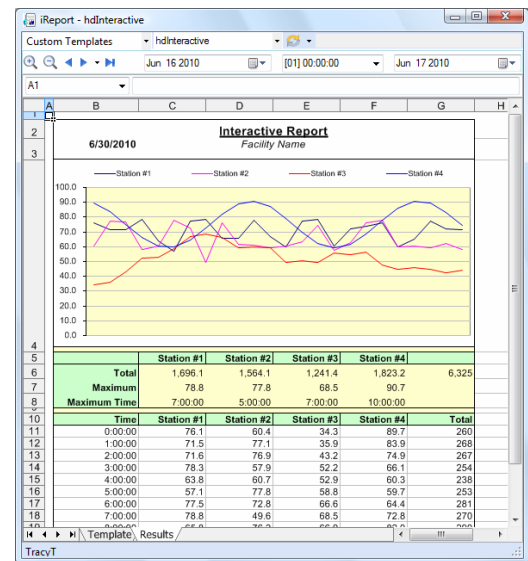 iReport - hdInteractive
Custom Templates hdInteractive
Jun 16 2010 [01] 00:00:00 Jun 17 2010
A1
A B C D E F G H
1
2 Interactive Report
6/30/2010 Facility Name
3
Station #1 Station #2 Station #3 Station #4
100.0
90.0
80.0
70.0
60.0
50.0
40.0
30.0
20.0
10.0
0.0
4
5 Station #1 Station #2 Station #3 Station #4
6 Total 1,696.1 1,564.1 1,241.4 1,823.2 6,325
7 Maximum 78.8 77.8 68.5 90.7
8 Maximum Time 7:00:00 5:00:00 7:00:00 10:00:00
10 Time Station #1 Station #2 Station #3 Station #4 Total
11 0:00:00 76.1 60.4 34.3 89.7 260
12 1:00:00 71.5 77.1 35.9 83.9 268
13 2:00:00 71.6 76.9 43.2 74.9 267
14 3:00:00 78.3 57.9 52.2 66.1 254
15 4:00:00 63.8 60.7 52.9 60.3 238
16 5:00:00 57.1 77.8 58.8 59.7 253
17 6:00:00 77.5 72.8 66.6 64.4 281
18 7:00:00 78.8 49.6 68.5 72.8 270
Template Results
TracyT